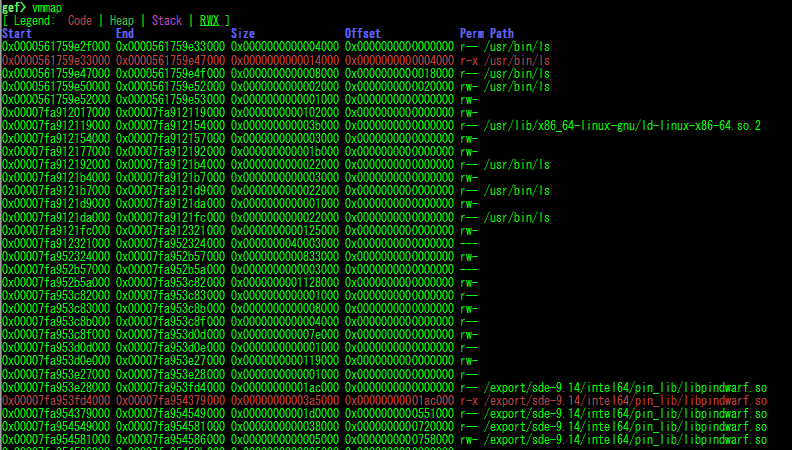 gef> vmmap
[ Legend:  Code | Heap | Stack | RWX ]
Start              End                Size               Offset             Perm Path
0x0000561759e2f000 0x0000561759e33000 0x0000000000004000 0x0000000000000000 r-- /usr/bin/ls
0x0000561759e33000 0x0000561759e47000 0x0000000000014000 0x0000000000004000 r-x /usr/bin/ls
0x0000561759e47000 0x0000561759e4f000 0x0000000000008000 0x0000000000018000 r-- /usr/bin/ls
0x0000561759e50000 0x0000561759e52000 0x0000000000002000 0x0000000000020000 rw- /usr/bin/ls
0x0000561759e52000 0x0000561759e53000 0x0000000000001000 0x0000000000000000 rw-
0x00007fa912017000 0x00007fa912119000 0x0000000000102000 0x0000000000000000 rw-
0x00007fa912119000 0x00007fa912154000 0x000000000003b000 0x0000000000000000 r-- /usr/lib/x86_64-linux-gnu/ld-linux-x86-64.so.2
0x00007fa912154000 0x00007fa912157000 0x0000000000003000 0x0000000000000000 rw-
0x00007fa912177000 0x00007fa912192000 0x000000000001b000 0x0000000000000000 rw-
0x00007fa912192000 0x00007fa9121b4000 0x0000000000022000 0x0000000000000000 r-- /usr/bin/ls
0x00007fa9121b4000 0x00007fa9121b7000 0x0000000000003000 0x0000000000000000 rw-
0x00007fa9121b7000 0x00007fa9121d9000 0x0000000000022000 0x0000000000000000 r-- /usr/bin/ls
0x00007fa9121d9000 0x00007fa9121da000 0x0000000000001000 0x0000000000000000 rw-
0x00007fa9121da000 0x00007fa9121fc000 0x0000000000022000 0x0000000000000000 r-- /usr/bin/ls
0x00007fa9121fc000 0x00007fa912321000 0x0000000000125000 0x0000000000000000 rw-
0x00007fa912321000 0x00007fa952324000 0x0000000040003000 0x0000000000000000 ---
0x00007fa952324000 0x00007fa952b57000 0x0000000000833000 0x0000000000000000 rw-
0x00007fa952b57000 0x00007fa952b5a000 0x0000000000003000 0x0000000000000000 ---
0x00007fa952b5a000 0x00007fa953c82000 0x0000000001128000 0x0000000000000000 rw-
0x00007fa953c82000 0x00007fa953c83000 0x0000000000001000 0x0000000000000000 r--
0x00007fa953c83000 0x00007fa953c8b000 0x0000000000008000 0x0000000000000000 rw-
0x00007fa953c8b000 0x00007fa953c8f000 0x0000000000004000 0x0000000000000000 r--
0x00007fa953c8f000 0x00007fa953d0d000 0x000000000007e000 0x0000000000000000 rw-
0x00007fa953d0d000 0x00007fa953d0e000 0x0000000000001000 0x0000000000000000 r--
0x00007fa953d0e000 0x00007fa953e27000 0x0000000000119000 0x0000000000000000 rw-
0x00007fa953e27000 0x00007fa953e28000 0x0000000000001000 0x0000000000000000 r--
0x00007fa953e28000 0x00007fa953fd4000 0x00000000001ac000 0x0000000000000000 r-- /export/sde-9.14/intel64/pin_lib/libpindwarf.so
0x00007fa953fd4000 0x00007fa954379000 0x00000000003a5000 0x00000000001ac000 r-x /export/sde-9.14/intel64/pin_lib/libpindwarf.so
0x00007fa954379000 0x00007fa954549000 0x00000000001d0000 0x0000000000551000 r-- /export/sde-9.14/intel64/pin_lib/libpindwarf.so
0x00007fa954549000 0x00007fa954581000 0x0000000000038000 0x0000000000720000 r-- /export/sde-9.14/intel64/pin_lib/libpindwarf.so
0x00007fa954581000 0x00007fa954586000 0x0000000000005000 0x0000000000758000 rw- /export/sde-9.14/intel64/pin_lib/libpindwarf.so